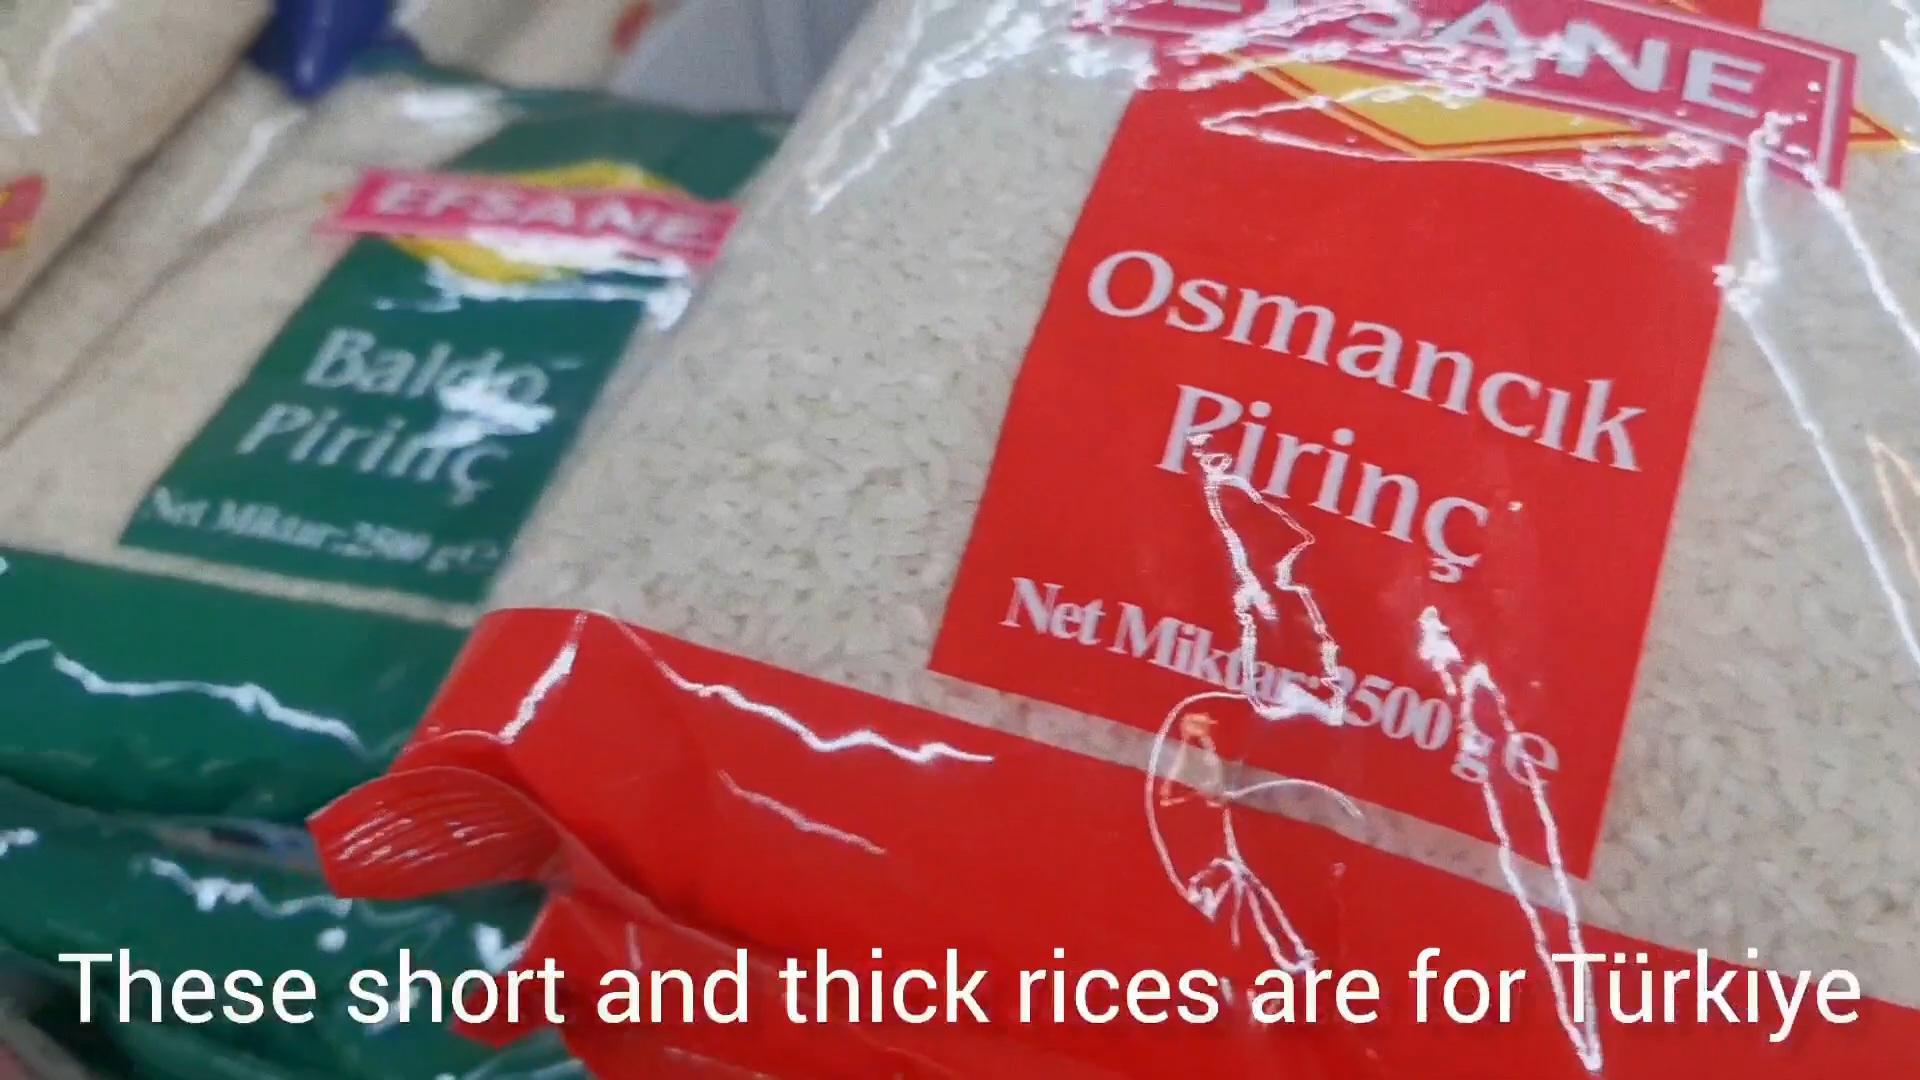 EFSANE
Baldo
Pirinç
Net Miktar:2500 g e
EFSANE
Osmancık
Pirinç
Net Miktar:2500 g e
These short and thick rices are for Türkiye